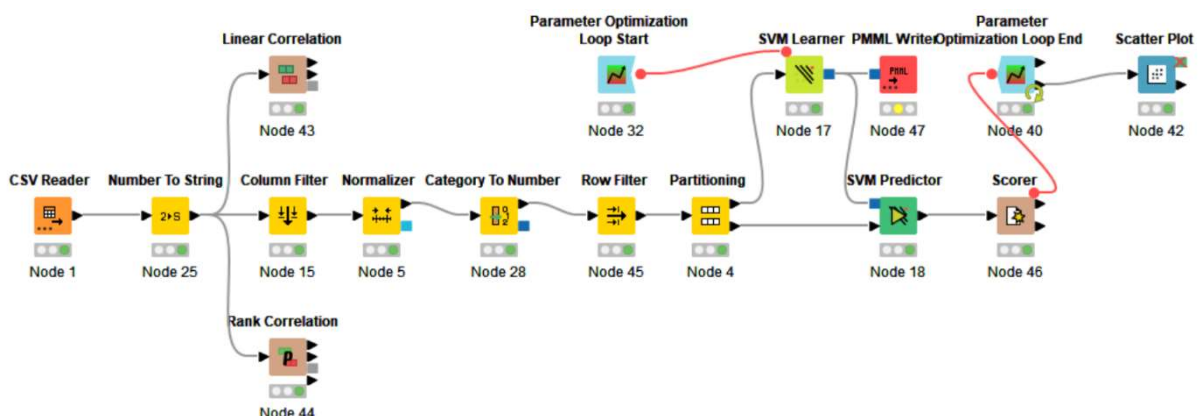 Parameter Optimization
Loop Start
Parameter
Optimization Loop End
Linear Correlation
SVM Learner
PMML Writer
Scatter Plot
PMML
Node 43
Node 32
Node 17
Node 47
Node 40
Node 42
CSV Reader
Number To String
Column Filter
Normalizer
Category To Number
Row Filter
Partitioning
SVM Predictor
Scorer
2▸S
Node 1
Node 25
Node 15
Node 5
Node 28
Node 45
Node 4
Node 18
Node 46
Rank Correlation
p
Node 44